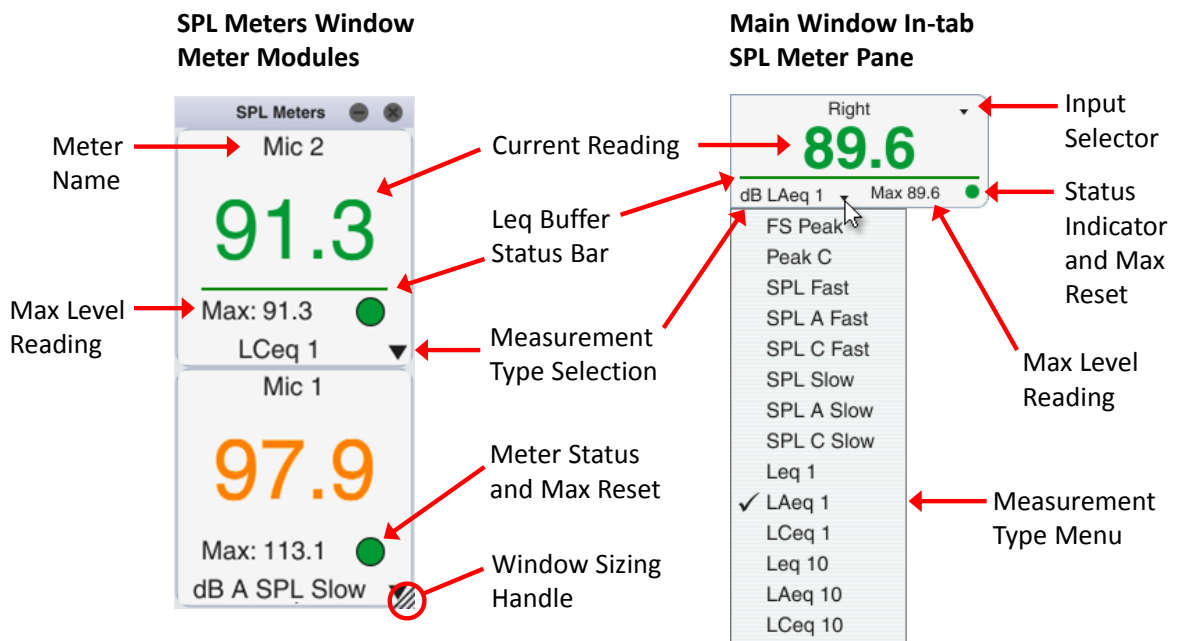 SPL Meters Window
Meter Modules
Main Window In-tab
SPL Meter Pane
SPL Meters
Meter
Name
Mic 2
91.3
Max: 91.3
LCeq 1
Max Level
Reading
Mic 1
97.9
Max: 113.1
dB A SPL Slow
Current Reading
Leq Buffer
Status Bar
Measurement
Type Selection
Meter Status
and Max Reset
Window Sizing
Handle
Right
89.6
dB LAeq 1
Max 89.6
FS Peak
Peak C
SPL Fast
SPL A Fast
SPL C Fast
SPL Slow
SPL A Slow
SPL C Slow
Leq 1
LAeq 1
LCeq 1
Leq 10
LAeq 10
LCeq 10
Input
Selector
Status
Indicator
and Max
Reset
Max Level
Reading
Measurement
Type Menu